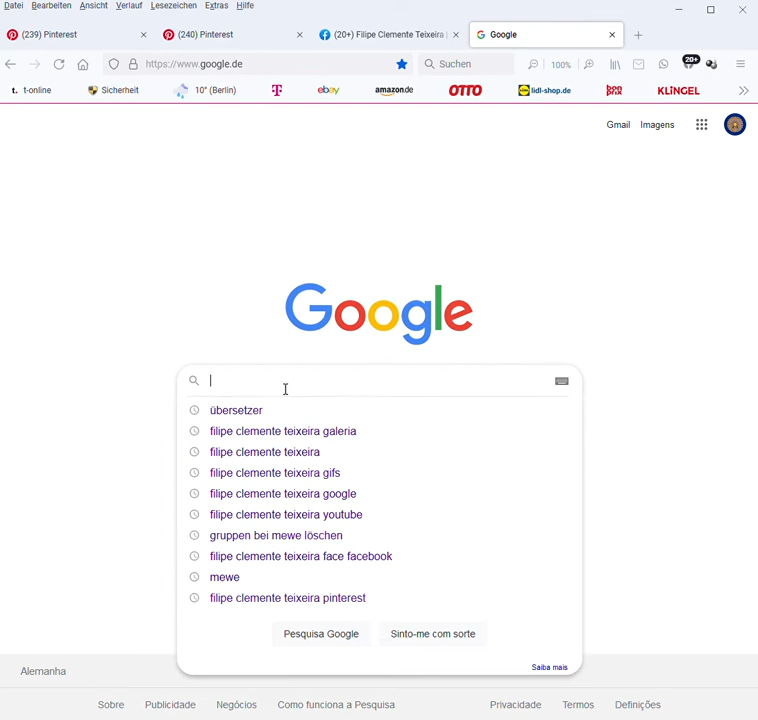 Datei Bearbeiten Ansicht Verlauf Lesezeichen Extras Hilfe
(239) Pinterest
(240) Pinterest
(20+) Filipe Clemente Teixeira |
Google
https://www.google.de
Suchen
100%
20+
t. t-online
Sicherheit
10° (Berlin)
T
ebay
amazon.de
OTTO
lidl-shop.de
bon prix
KLiNGEL
Gmail Imagens
Google
übersetzer
filipe clemente teixeira galeria
filipe clemente teixeira
filipe clemente teixeira gifs
filipe clemente teixeira google
filipe clemente teixeira youtube
gruppen bei mewe löschen
filipe clemente teixeira face facebook
mewe
filipe clemente teixeira pinterest
Pesquisa Google
Sinto-me com sorte
Saiba mais
Alemanha
Sobre Publicidade Negócios Como funciona a Pesquisa Privacidade Termos Definições